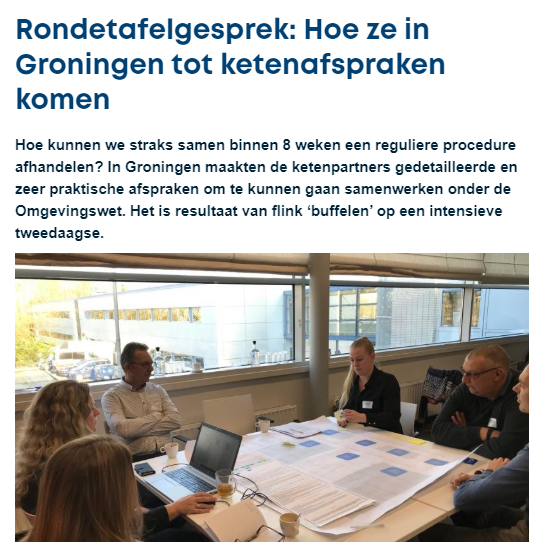 Rondetafelgesprek: Hoe ze in
Groningen tot ketenafspraken
komen
Hoe kunnen we straks samen binnen 8 weken een reguliere procedure
afhandelen? In Groningen maakten de ketenpartners gedetailleerde en
zeer praktische afspraken om te kunnen gaan samenwerken onder de
Omgevingswet. Het is resultaat van flink ‘buffelen’ op een intensieve
tweedaagse.